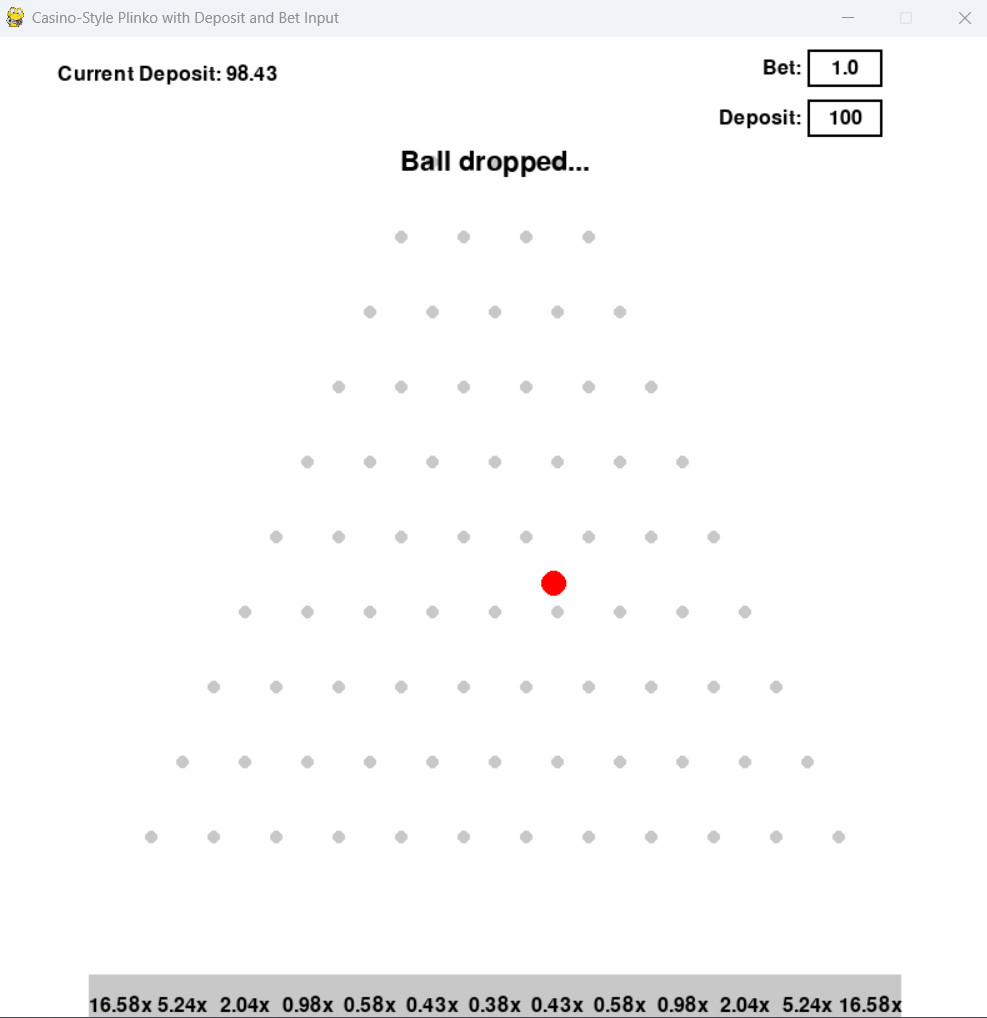 Casino-Style Plinko with Deposit and Bet Input
Current Deposit: 98.43
Bet: 1.0
Deposit: 100
Ball dropped...
16.58x 5.24x 2.04x 0.98x 0.58x 0.43x 0.38x 0.43x 0.58x 0.98x 2.04x 5.24x 16.58x